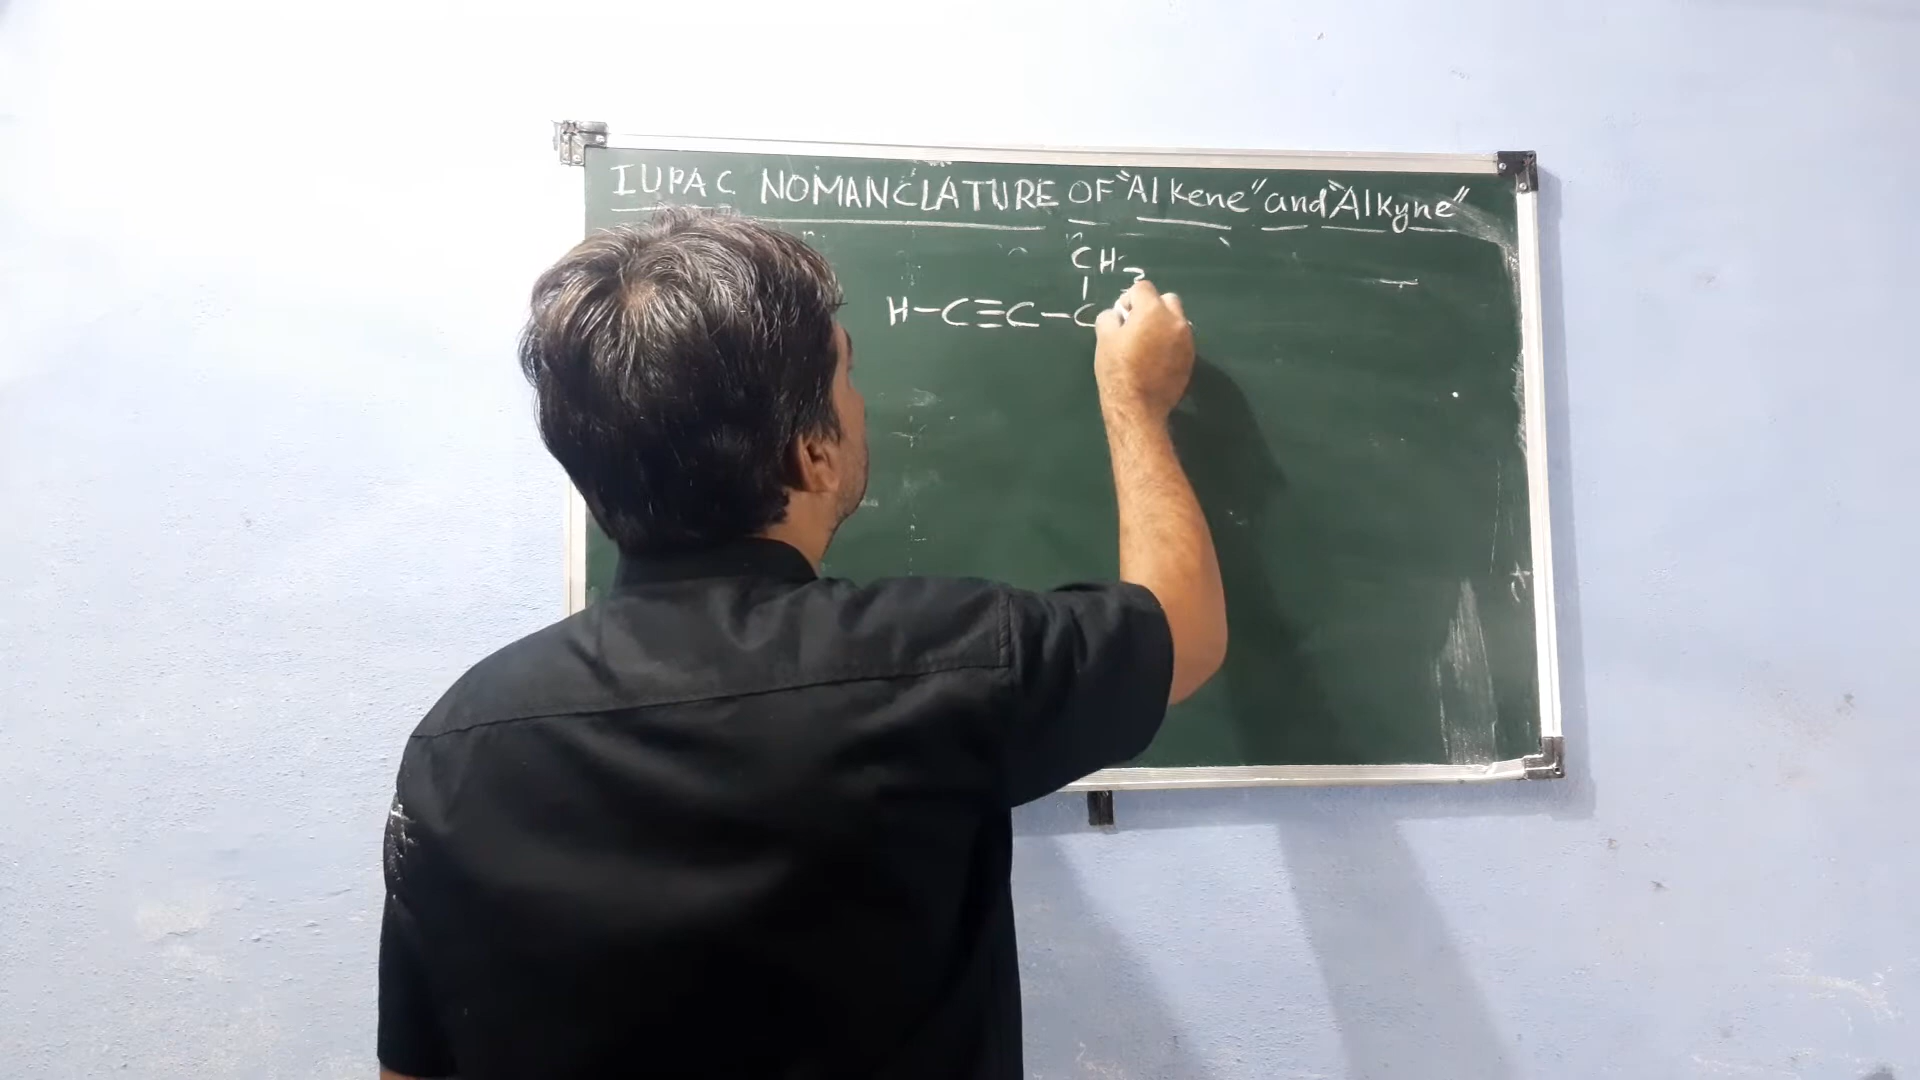 IUPAC NOMANCLATURE OF "Alkene" and "Alkyne"
CH3
H-C≡C-C